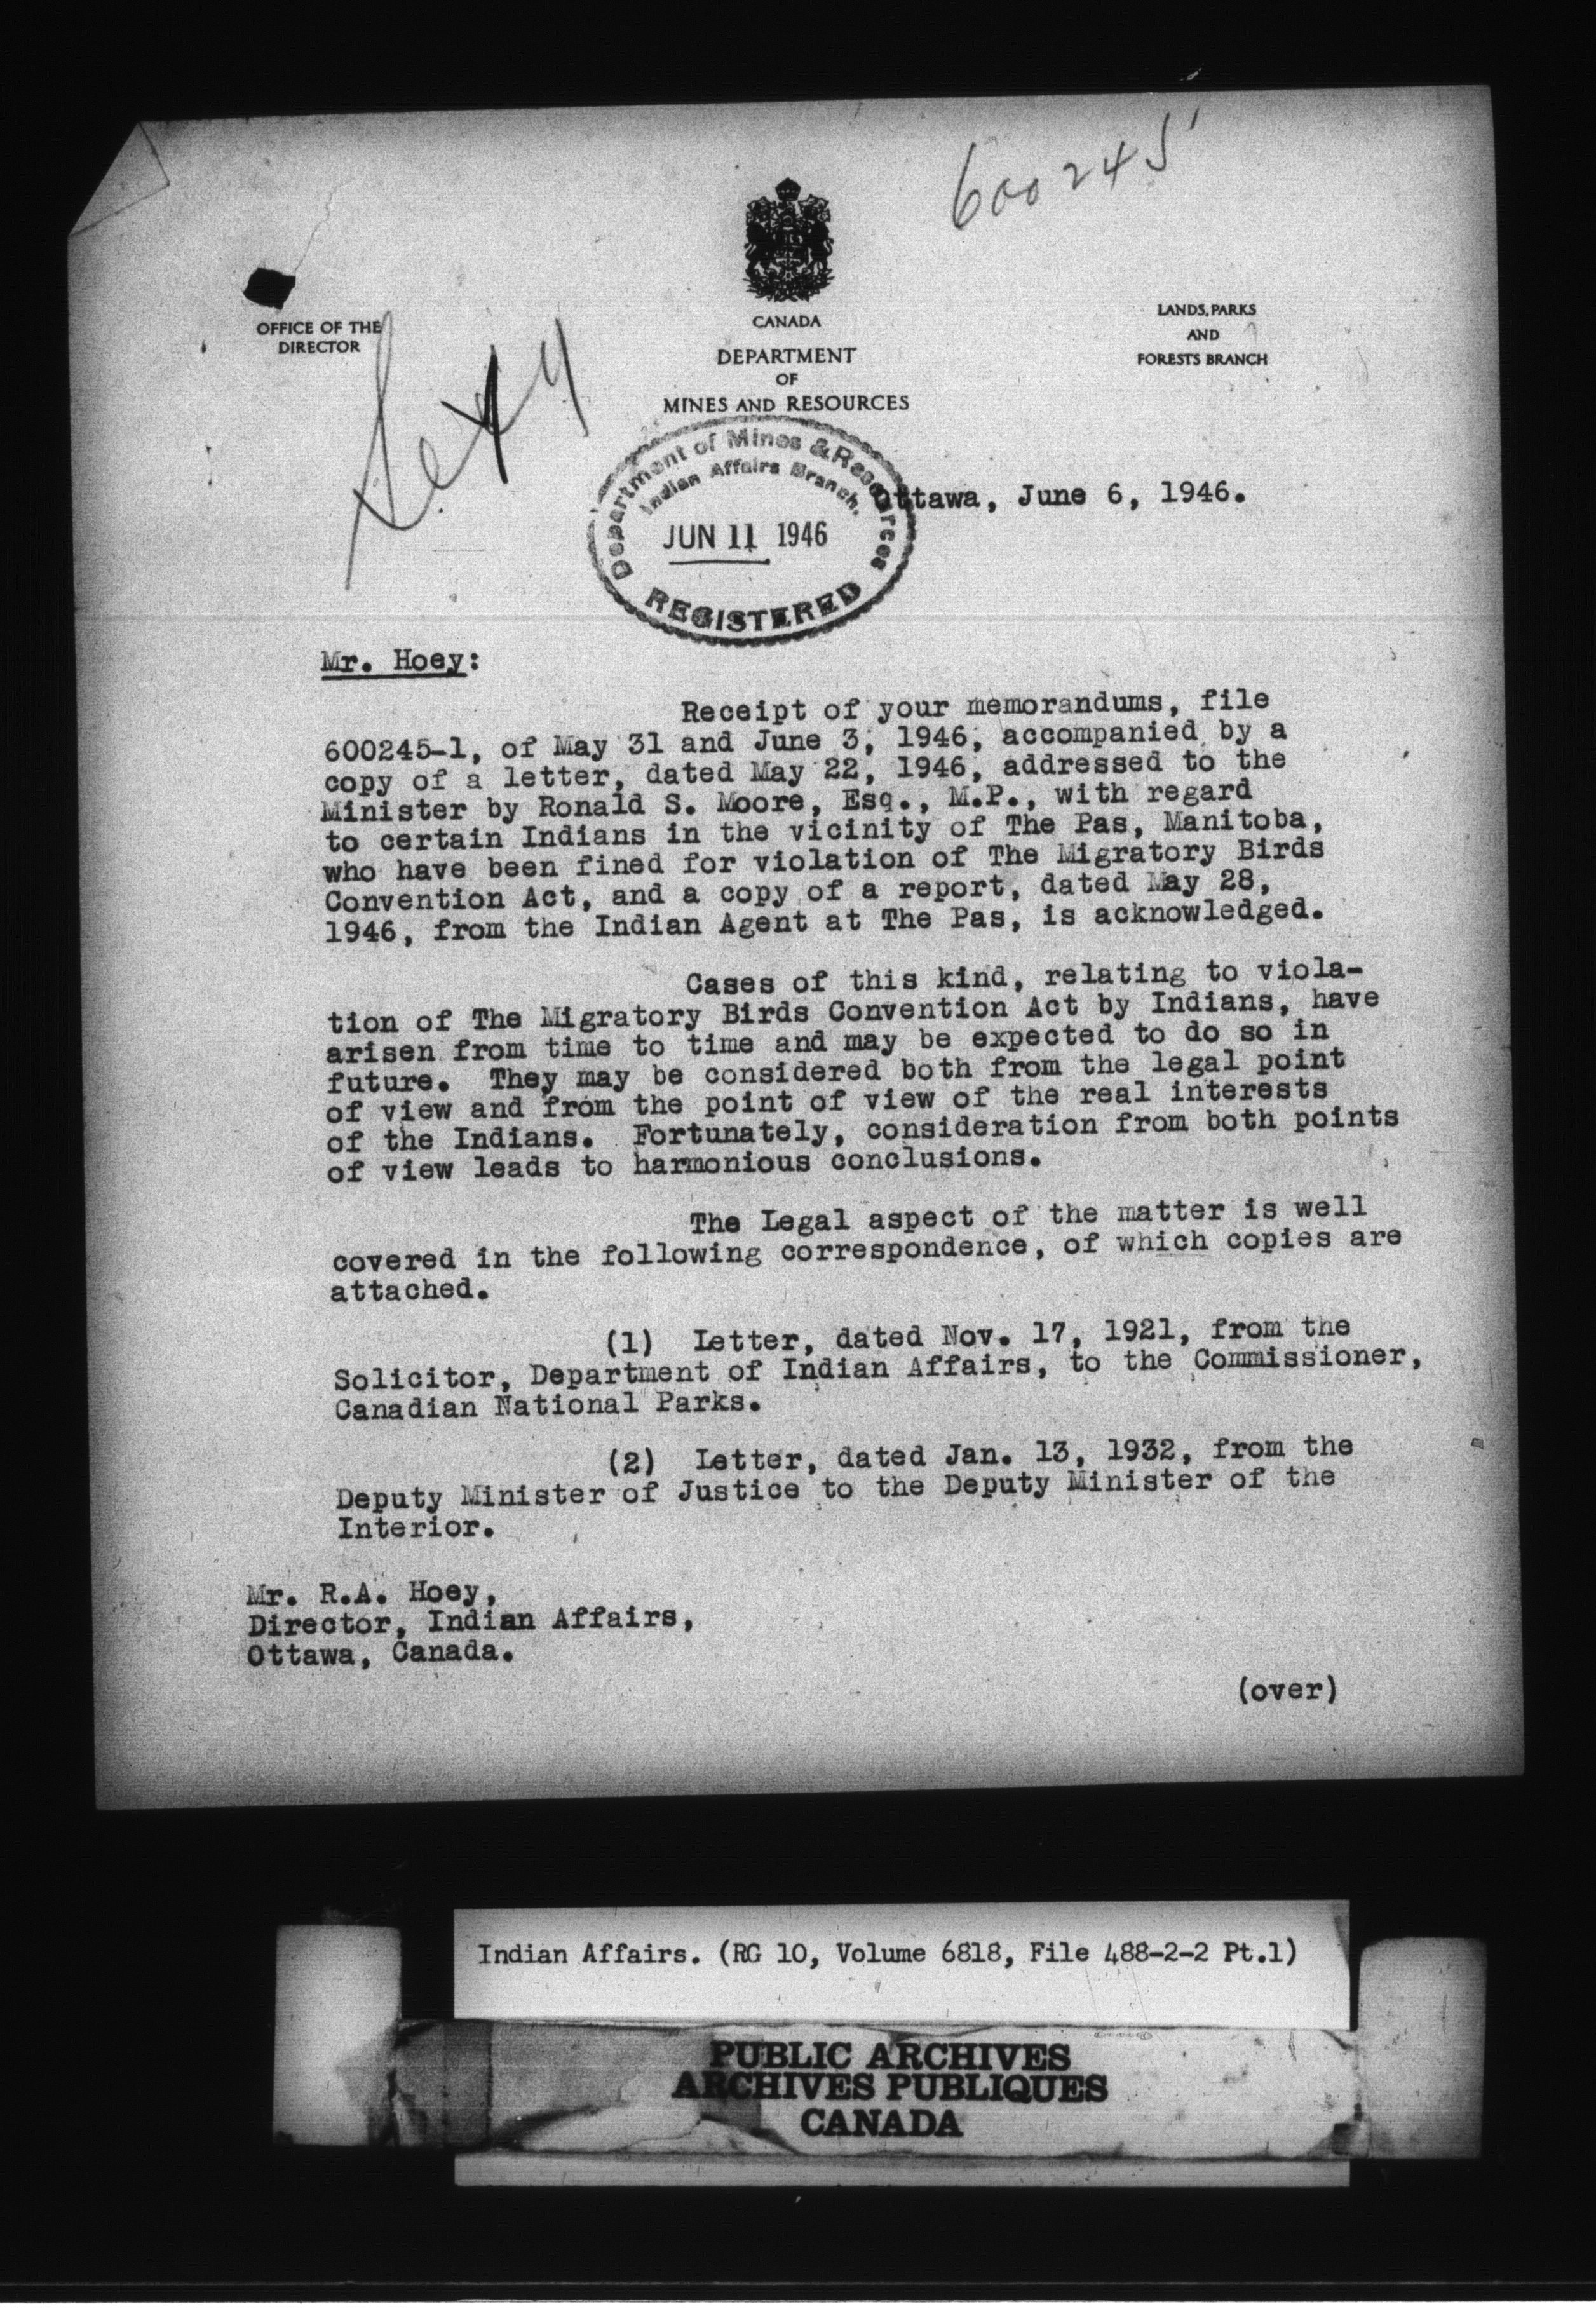 600245
OFFICE OF THE
DIRECTOR
CANADA
DEPARTMENT
OF
MINES AND RESOURCES
LANDS, PARKS
AND
FORESTS BRANCH
Department of Mines & Resources
Indian Affairs Branch.
JUN 11 1946
REGISTERED
Ottawa, June 6, 1946.
Mr. Hoey:
Receipt of your memorandums, file
600245-1, of May 31 and June 3, 1946, accompanied by a
copy of a letter, dated May 22, 1946, addressed to the
Minister by Ronald S. Moore, Esq., M.P., with regard
to certain Indians in the vicinity of The Pas, Manitoba,
who have been fined for violation of The Migratory Birds
Convention Act, and a copy of a report, dated May 28,
1946, from the Indian Agent at The Pas, is acknowledged.
Cases of this kind, relating to viola-
tion of The Migratory Birds Convention Act by Indians, have
arisen from time to time and may be expected to do so in
future. They may be considered both from the legal point
of view and from the point of view of the real interests
of the Indians. Fortunately, consideration from both points
of view leads to harmonious conclusions.
The Legal aspect of the matter is well
covered in the following correspondence, of which copies are
attached.
(1) Letter, dated Nov. 17, 1921, from the
Solicitor, Department of Indian Affairs, to the Commissioner,
Canadian National Parks.
(2) Letter, dated Jan. 13, 1932, from the
Deputy Minister of Justice to the Deputy Minister of the
Interior.
Mr. R.A. Hoey,
Director, Indian Affairs,
Ottawa, Canada.
(over)
Indian Affairs. (RG 10, Volume 6818, File 488-2-2 Pt.1)
PUBLIC ARCHIVES
ARCHIVES PUBLIQUES
CANADA